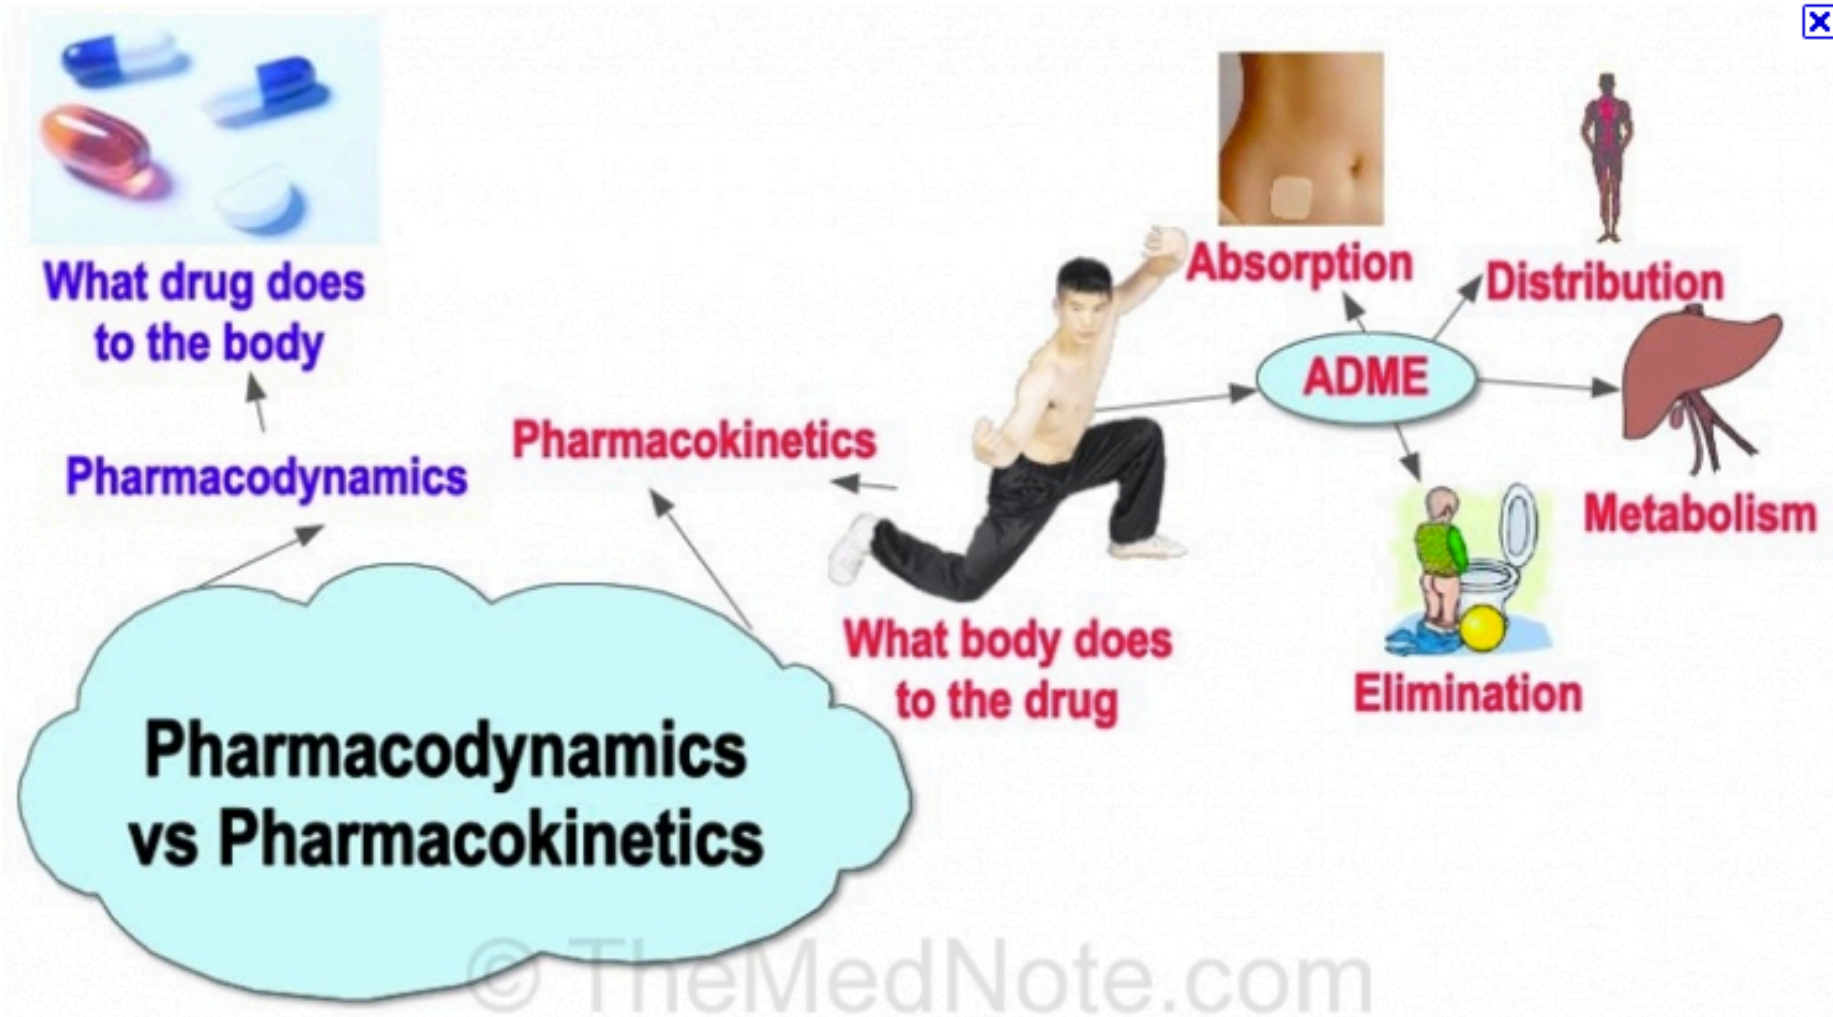 What drug does
to the body
Pharmacodynamics
Pharmacokinetics
What body does
to the drug
ADME
Absorption
Distribution
Metabolism
Elimination
Pharmacodynamics
vs Pharmacokinetics
© TheMedNote.com